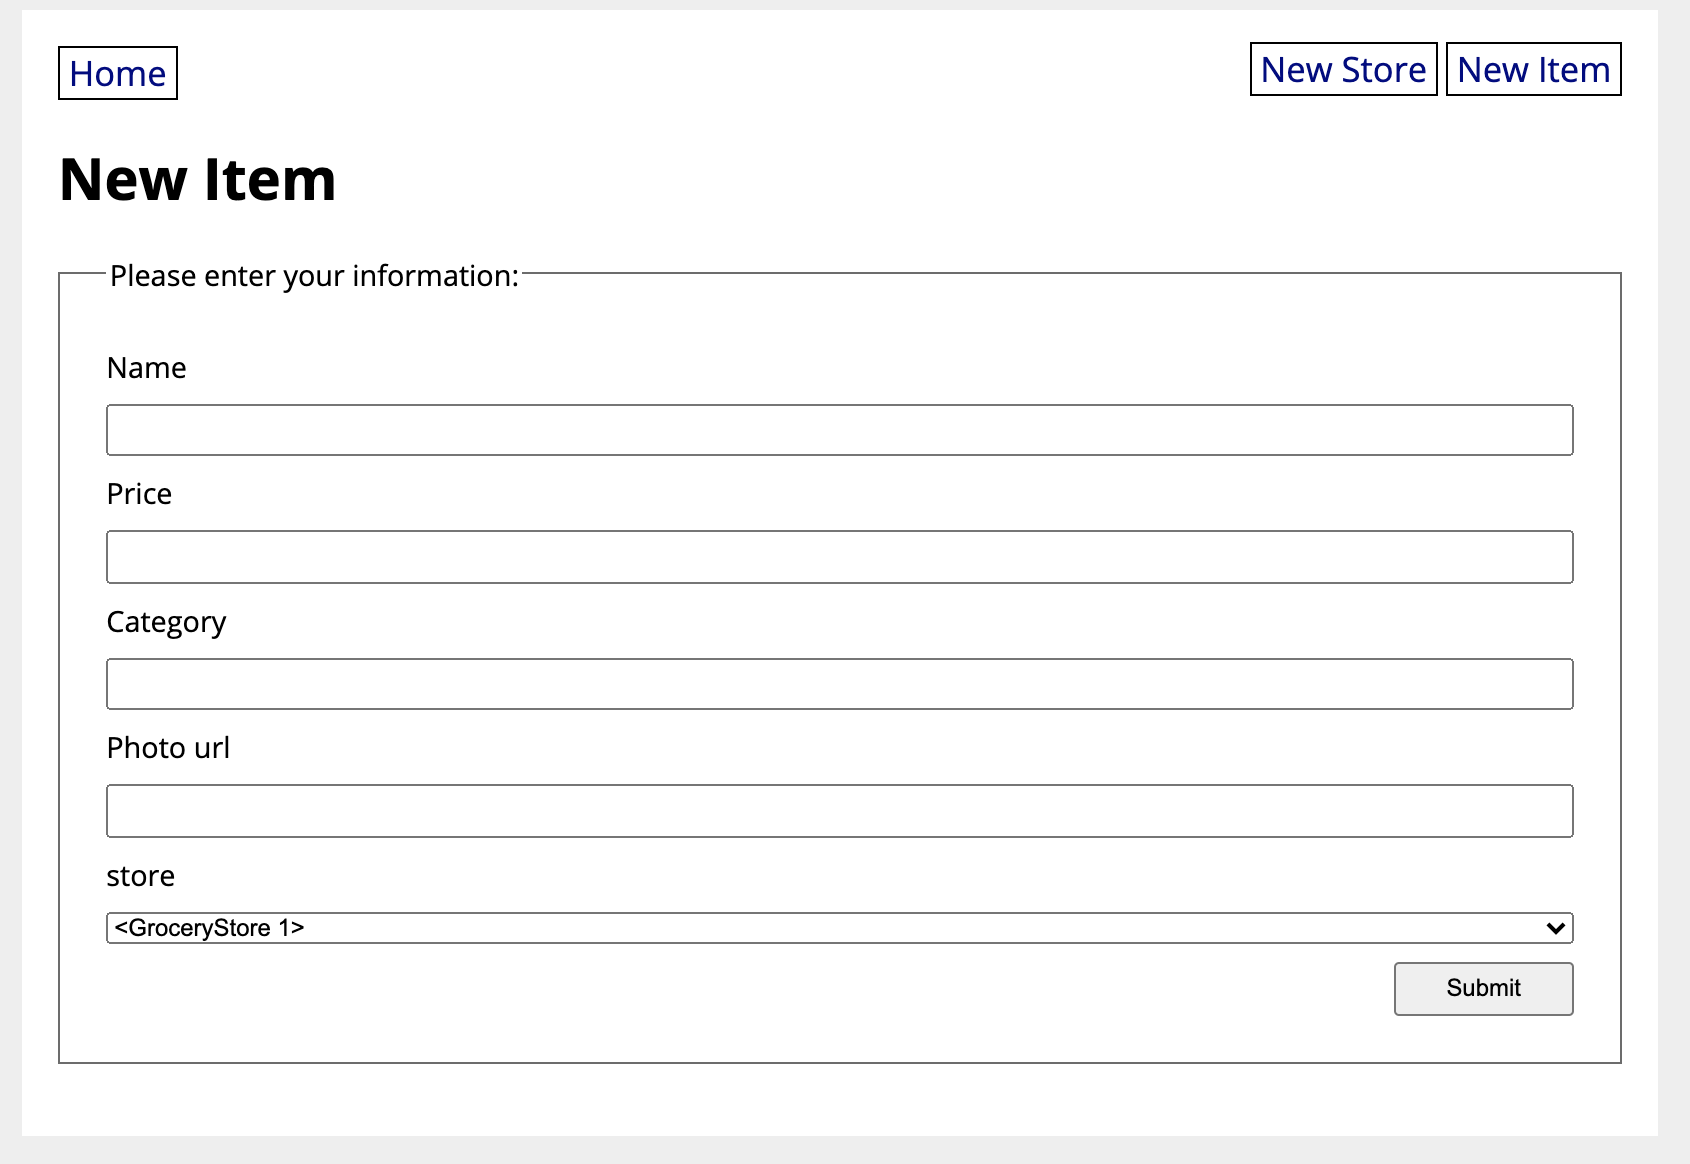 Home
New Store New Item
New Item
Please enter your information:
Name
Price
Category
Photo url
store
<GroceryStore 1>
Submit